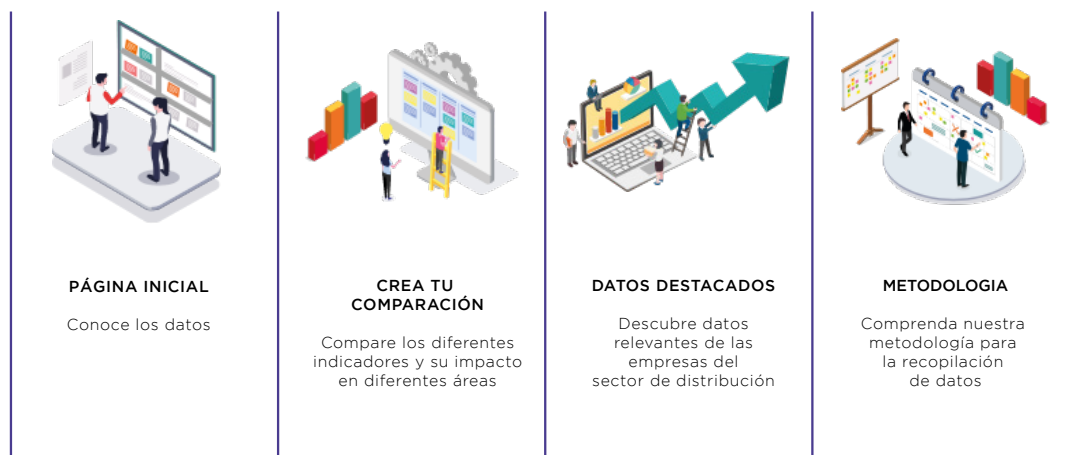 PÁGINA INICIAL
Conoce los datos
CREA TU
COMPARACIÓN
Compare los diferentes
indicadores y su impacto
en diferentes áreas
DATOS DESTACADOS
Descubre datos
relevantes de las
empresas del
sector de distribución
METODOLOGIA
Comprenda nuestra
metodología para
la recopilación
de datos